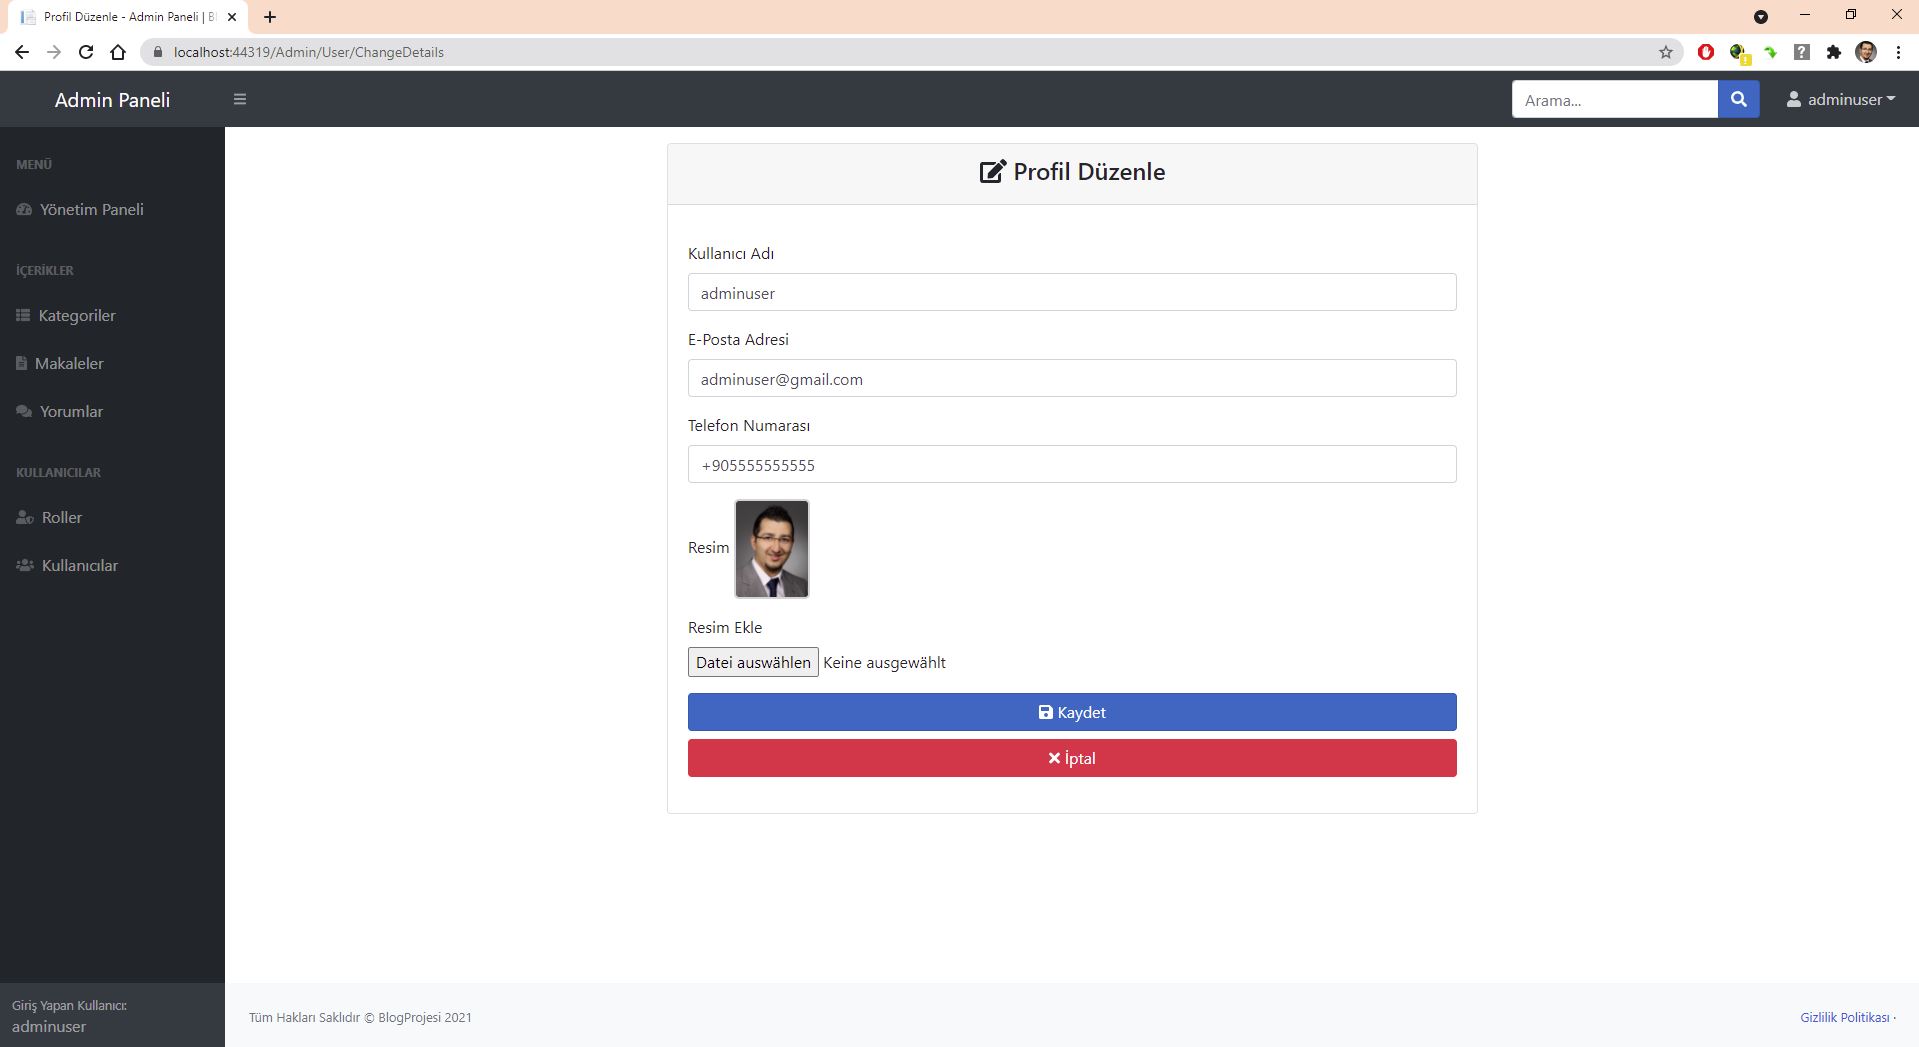 Profil Düzenle - Admin Paneli | Bl
localhost:44319/Admin/User/ChangeDetails
Admin Paneli
Arama...
adminuser
MENÜ
Yönetim Paneli
İÇERİKLER
Kategoriler
Makaleler
Yorumlar
KULLANICILAR
Roller
Kullanıcılar
Giriş Yapan Kullanıcı:
adminuser
Profil Düzenle
Kullanıcı Adı
adminuser
E-Posta Adresi
adminuser@gmail.com
Telefon Numarası
+905555555555
Resim
Resim Ekle
Datei auswählen Keine ausgewählt
Kaydet
İptal
Tüm Hakları Saklıdır © BlogProjesi 2021
Gizlilik Politikası ·